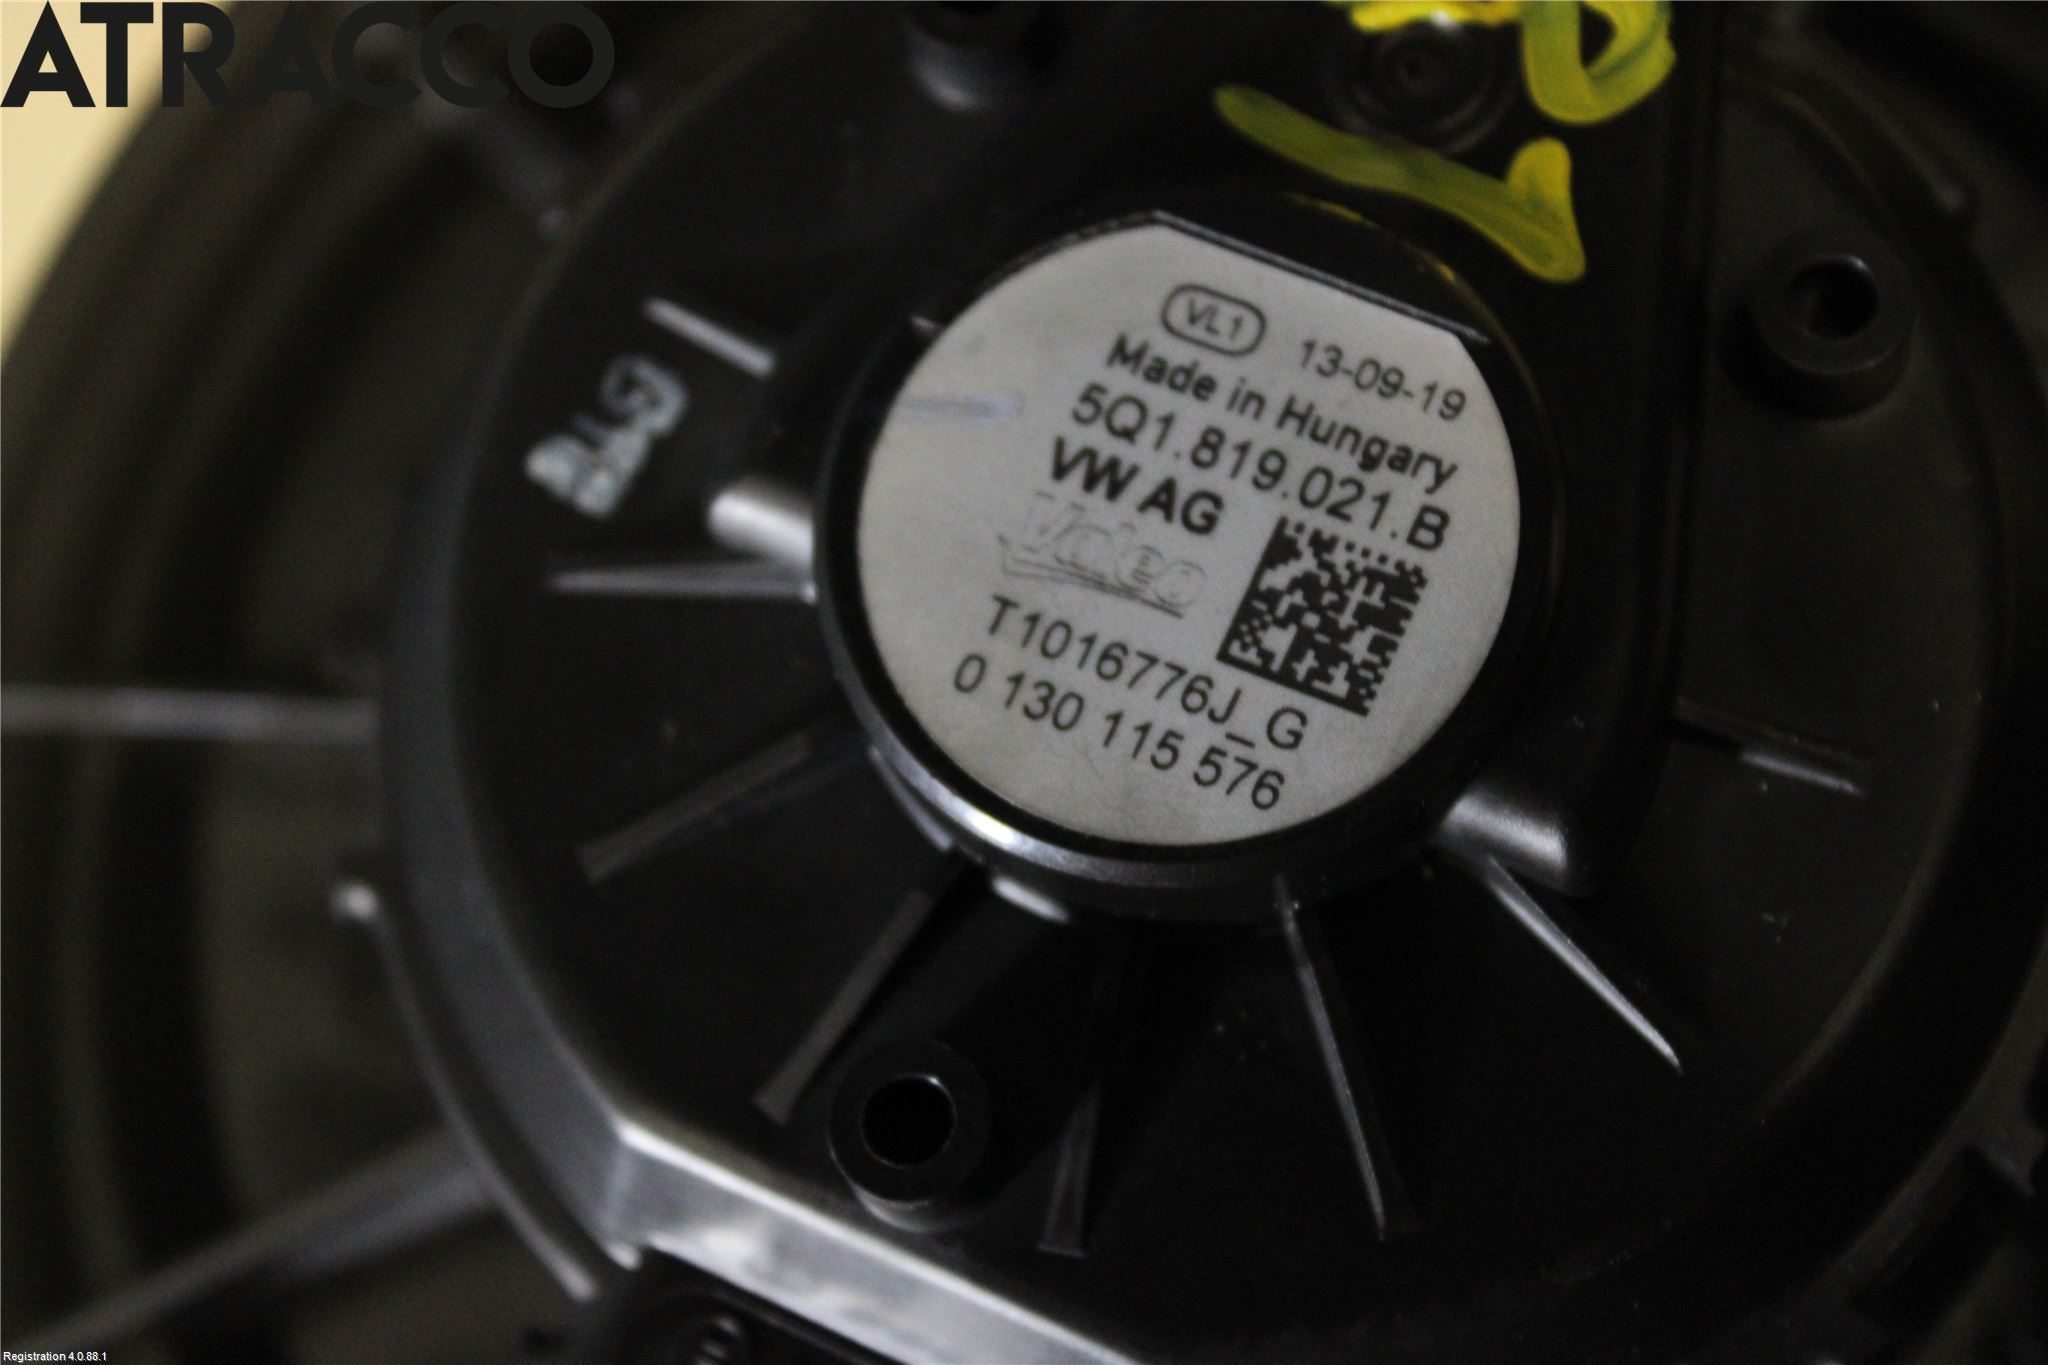 ATRACCO
VL1 13-09-19
Made in Hungary
5Q1.819.021.B
VW AG
Valeo
T1016776J_G
0 130 115 576
Registration 4.0.88.1